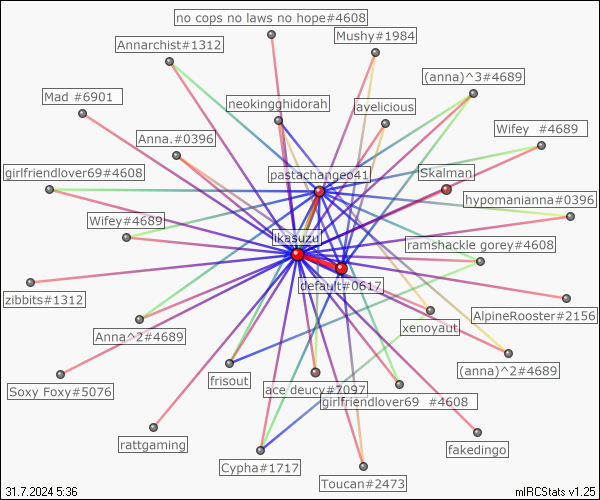 no cops no laws no hope#4608
Annarchist#1312
Mushy#1984
(anna)^3#4689
Mad #6901
neokingghidorah
avelicious
Wifey #4689
Anna.#0396
girlfriendlover69#4608
pastachangeo41
Skalman
hypomanianna#0396
Wifey#4689
ikasuzu
ramshackle gorey#4608
default#0617
zibbits#1312
AlpineRooster#2156
Anna^2#4689
xenoyaut
(anna)^2#4689
Soxy Foxy#5076
frisout
ace deucy#7097
girlfriendlover69 #4608
rattgaming
fakedingo
Cypha#1717
Toucan#2473
31.7.2024 5:36
mIRCStats v1.25